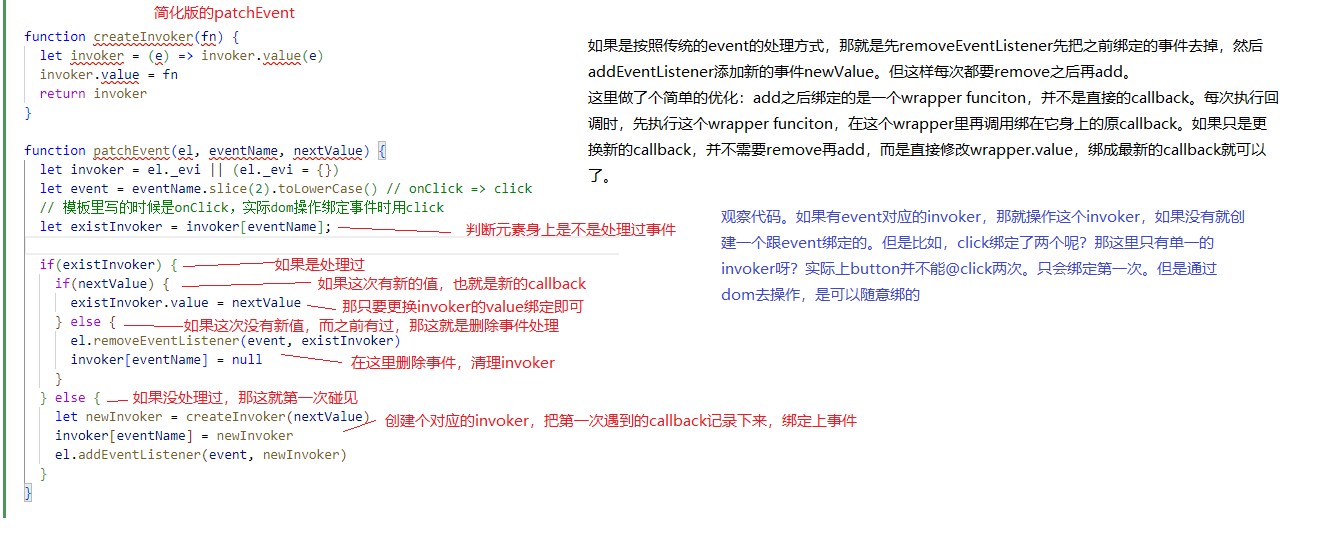 简化版的patchEvent
function createInvoker(fn) {
let invoker = (e) => invoker.value(e)
invoker.value = fn
return invoker
}
function patchEvent(el, eventName, nextValue) {
let invoker = el._evi || (el._evi = {})
let event = eventName.slice(2).toLowerCase() // onClick => click
// 模板里写的时候是onClick，实际dom操作绑定事件时用click
let existInvoker = invoker[eventName];
判断元素身上是不是处理过事件
if(existInvoker) {
如果是处理过
if(nextValue) {
如果这次有新的值，也就是新的callback
existInvoker.value = nextValue
那只要更换invoker的value绑定即可
} else {
如果这次没有新值，而之前有过，那这就是删除事件处理
el.removeEventListener(event, existInvoker)
invoker[eventName] = null
在这里删除事件，清理invoker
}
} else {
如果没处理过，那这就第一次碰见
let newInvoker = createInvoker(nextValue)
创建个对应的invoker，把第一次遇到的callback记录下来，绑定上事件
invoker[eventName] = newInvoker
el.addEventListener(event, newInvoker)
}
}
如果是按照传统的event的处理方式，那就是先removeEventListener先把之前绑定的事件去掉，然后
addEventListener添加新的事件newValue。但这样每次都要remove之后再add。
这里做了个简单的优化：add之后绑定的是一个wrapper funciton，并不是直接的callback。每次执行回
调时，先执行这个wrapper funciton，在这个wrapper里再调用绑在它身上的原callback。如果只是更
换新的callback，并不需要remove再add，而是直接修改wrapper.value，绑成最新的callback就可以
了。
观察代码。如果有event对应的invoker，那就操作这个invoker，如果没有就创
建一个跟event绑定的。但是比如，click绑定了两个呢？那这里只有单一的
invoker呀？实际上button并不能@click两次。只会绑定第一次。但是通过
dom去操作，是可以随意绑的